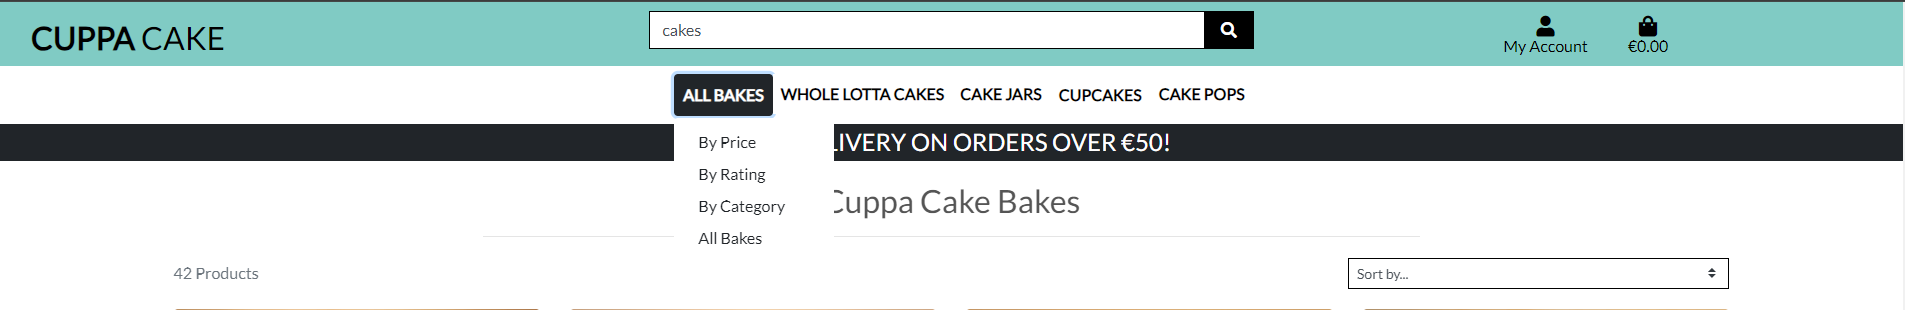 CUPPA CAKE
cakes
My Account
€0.00
ALL BAKES
WHOLE LOTTA CAKES
CAKE JARS
CUPCAKES
CAKE POPS
By Price
By Rating
By Category
All Bakes
LIVERY ON ORDERS OVER €50!
Cuppa Cake Bakes
42 Products
Sort by...